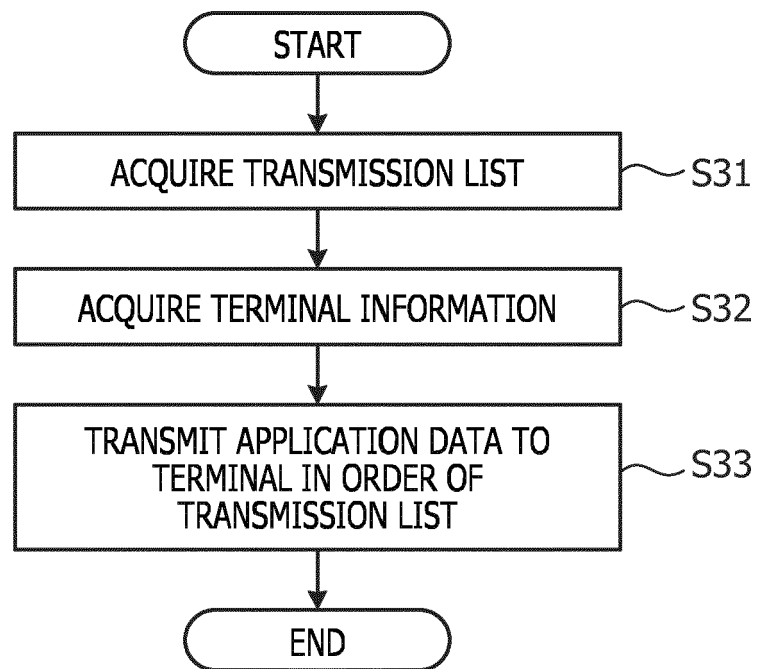 START
ACQUIRE TRANSMISSION LIST
S31
ACQUIRE TERMINAL INFORMATION
S32
TRANSMIT APPLICATION DATA TO
TERMINAL IN ORDER OF
TRANSMISSION LIST
S33
END